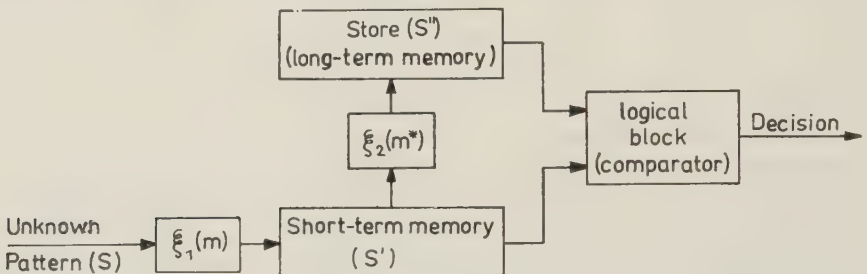 Store (S")
(long-term memory)
ξ₂(m*)
logical
block
(comparator)
Decision
Unknown
Pattern (S)
ξ₁(m)
Short-term memory
(S')